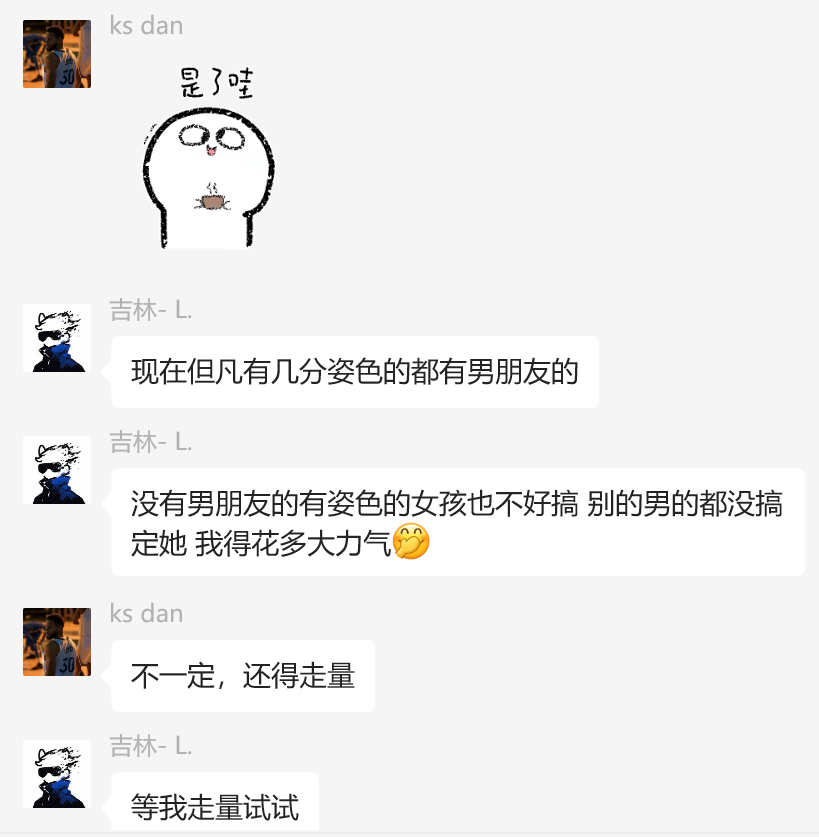 ks dan
是了哇
吉林- L.
现在但凡有几分姿色的都有男朋友的
吉林- L.
没有男朋友的有姿色的女孩也不好搞 别的男的都没搞
定她 我得花多大力气🤭
ks dan
不一定，还得走量
吉林- L.
等我走量试试